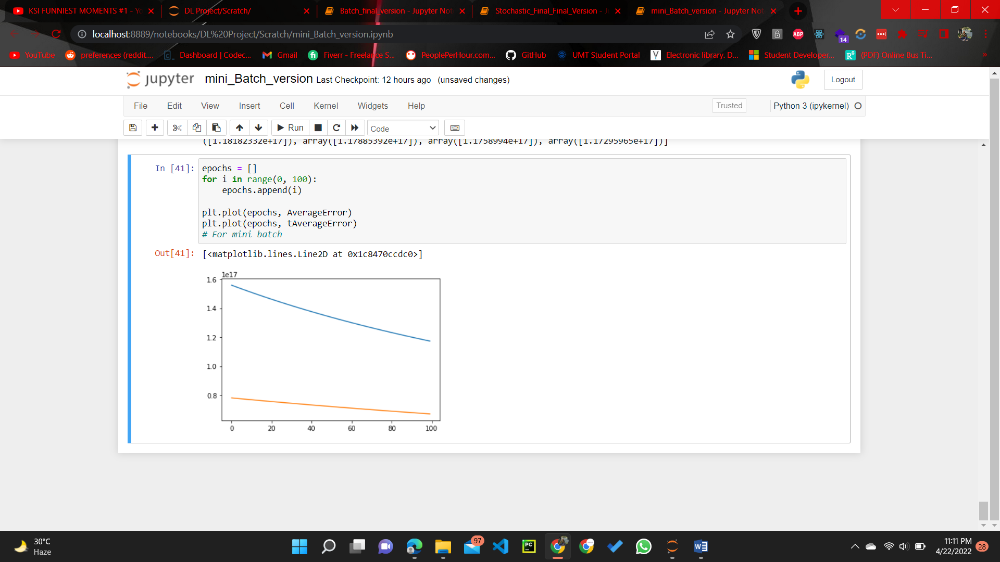 KSI FUNNIEST MOMENTS #1 - Yo
DL Project/Scratch/
Batch_final_version - Jupyter Not
Stochastic_Final_Final_Version - J
mini_Batch_version - Jupyter Not
localhost:8889/notebooks/DL%20Project/Scratch/mini_Batch_version.ipynb
ABP
14
YouTube
preferences (reddit....
Dashboard | Codec...
Gmail
Fiverr - Freelance S...
PeoplePerHour.com...
GitHub
UMT Student Portal
Electronic library. D...
Student Developer...
(PDF) Online Bus Ti...
»
jupyter mini_Batch_version Last Checkpoint: 12 hours ago (unsaved changes)
Logout
File Edit View Insert Cell Kernel Widgets Help
Trusted
Python 3 (ipykernel)
Run
Code
([1.18182332e+17]), array([1.17885392e+17]), array([1.1758994e+17]), array([1.17295965e+17])]
In [41]: epochs = []
for i in range(0, 100):
    epochs.append(i)
plt.plot(epochs, AverageError)
plt.plot(epochs, tAverageError)
# For mini batch
Out[41]: [<matplotlib.lines.Line2D at 0x1c8470ccdc0>]
1e17
1.6
1.4
1.2
1.0
0.8
0 20 40 60 80 100
30°C
Haze
97
PC
11:11 PM
4/22/2022
28